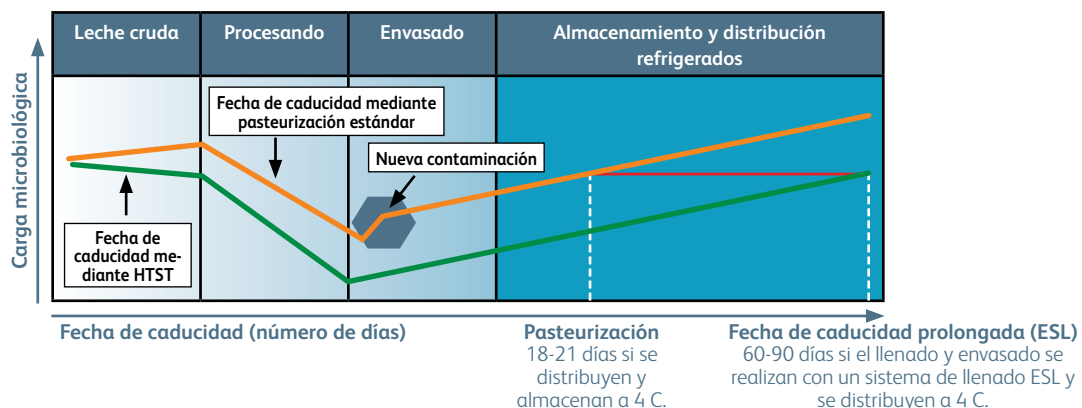 Leche cruda
Procesando
Envasado
Almacenamiento y distribución
refrigerados
Carga microbiológica
Fecha de caducidad mediante
pasteurización estándar
Nueva contaminación
Fecha de
caducidad me-
diante HTST
Fecha de caducidad (número de días)
Pasteurización
18-21 días si se
distribuyen y
almacenan a 4 C.
Fecha de caducidad prolongada (ESL)
60-90 días si el llenado y envasado se
realizan con un sistema de llenado ESL y
se distribuyen a 4 C.